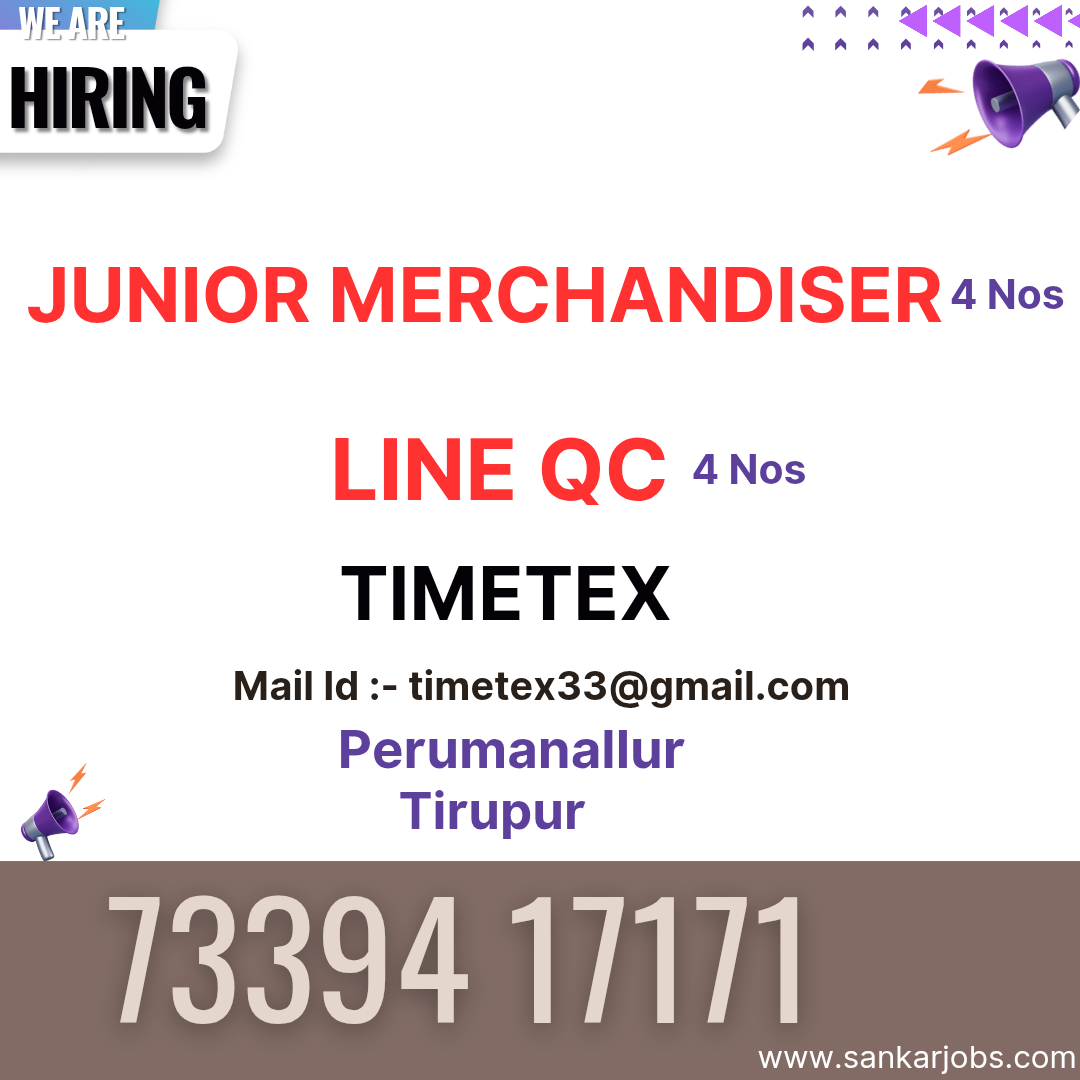 WE ARE
HIRING
JUNIOR MERCHANDISER 4 Nos
LINE QC 4 Nos
TIMETEX
Mail Id :- timetex33@gmail.com
Perumanallur
Tirupur
73394 17171
www.sankarjobs.com